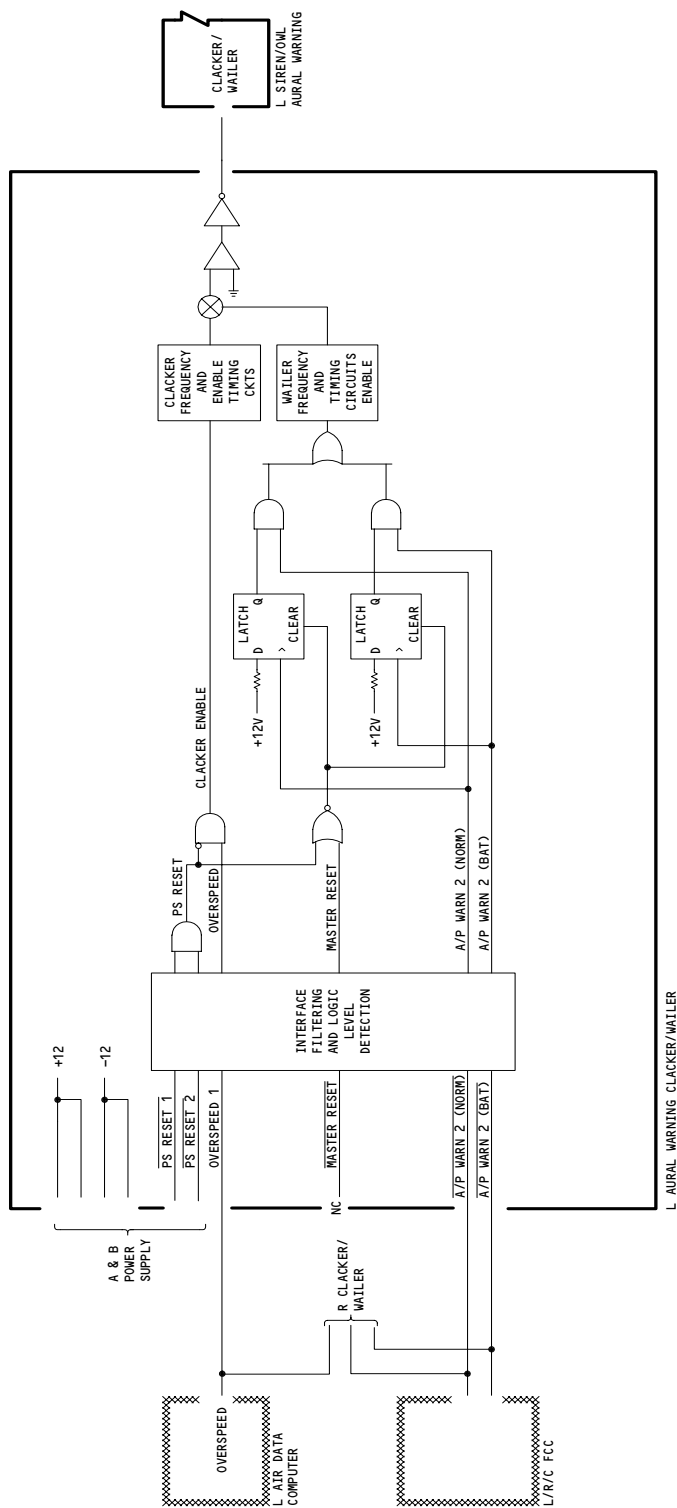 CLACKER/
WAILER
L SIREN/OWL
AURAL WARNING
CLACKER
FREQUENCY
AND
ENABLE
TIMING
CKTS
WAILER
FREQUENCY
AND
TIMING
CIRCUITS
ENABLE
LATCH
D
Q
CLEAR
+12V
LATCH
D
Q
CLEAR
+12V
CLACKER ENABLE
PS RESET
OVERSPEED
MASTER RESET
A/P WARN 2 (NORM)
A/P WARN 2 (BAT)
INTERFACE
FILTERING
AND LOGIC
LEVEL
DETECTION
+12
-12
PS RESET 1
PS RESET 2
OVERSPEED 1
MASTER RESET
A/P WARN 2 (NORM)
A/P WARN 2 (BAT)
NC
A & B
POWER
SUPPLY
R CLACKER/
WAILER
OVERSPEED
L AIR DATA
COMPUTER
L/R/C FCC
L AURAL WARNING CLACKER/WAILER